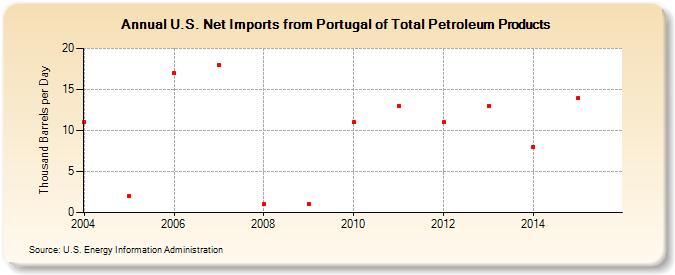 Annual U.S. Net Imports from Portugal of Total Petroleum Products
Thousand Barrels per Day
20
15
10
5
0
2004 2006 2008 2010 2012 2014
Source: U.S. Energy Information Administration